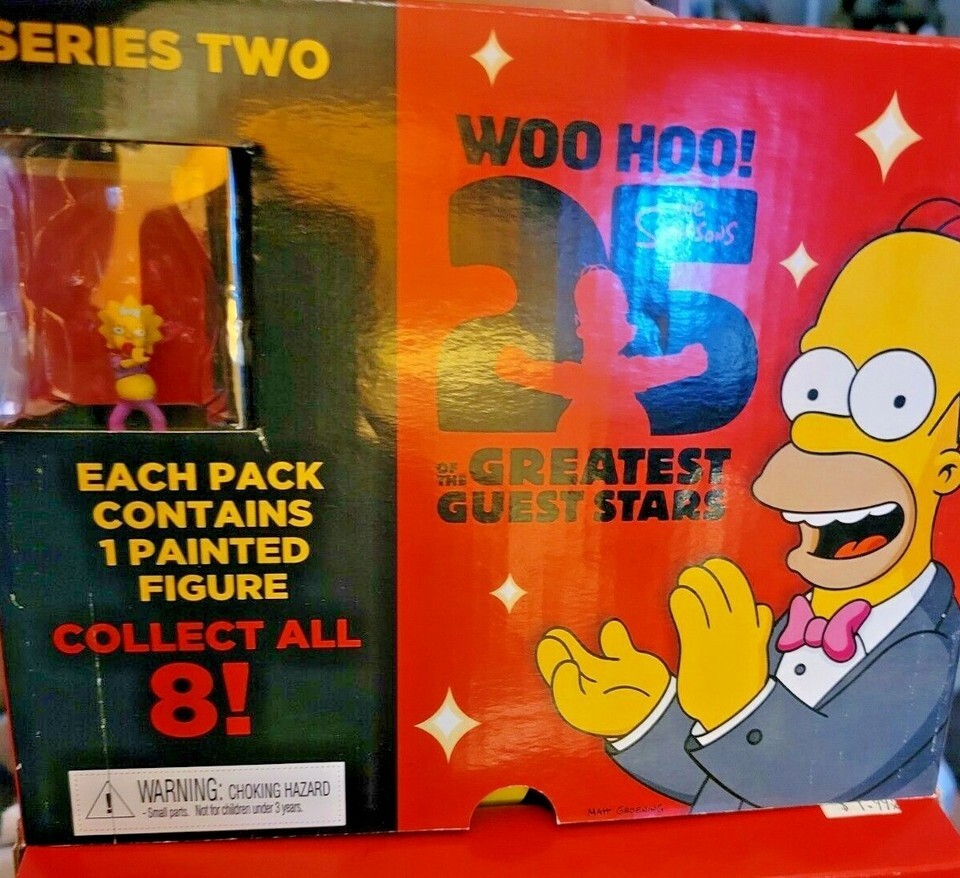 SERIES TWO
WOO HOO!
25
The Simpsons
OF THE GREATEST
GUEST STARS
EACH PACK
CONTAINS
1 PAINTED
FIGURE
COLLECT ALL
8!
WARNING: CHOKING HAZARD
- Small parts. Not for children under 3 years.
MATT GROENING